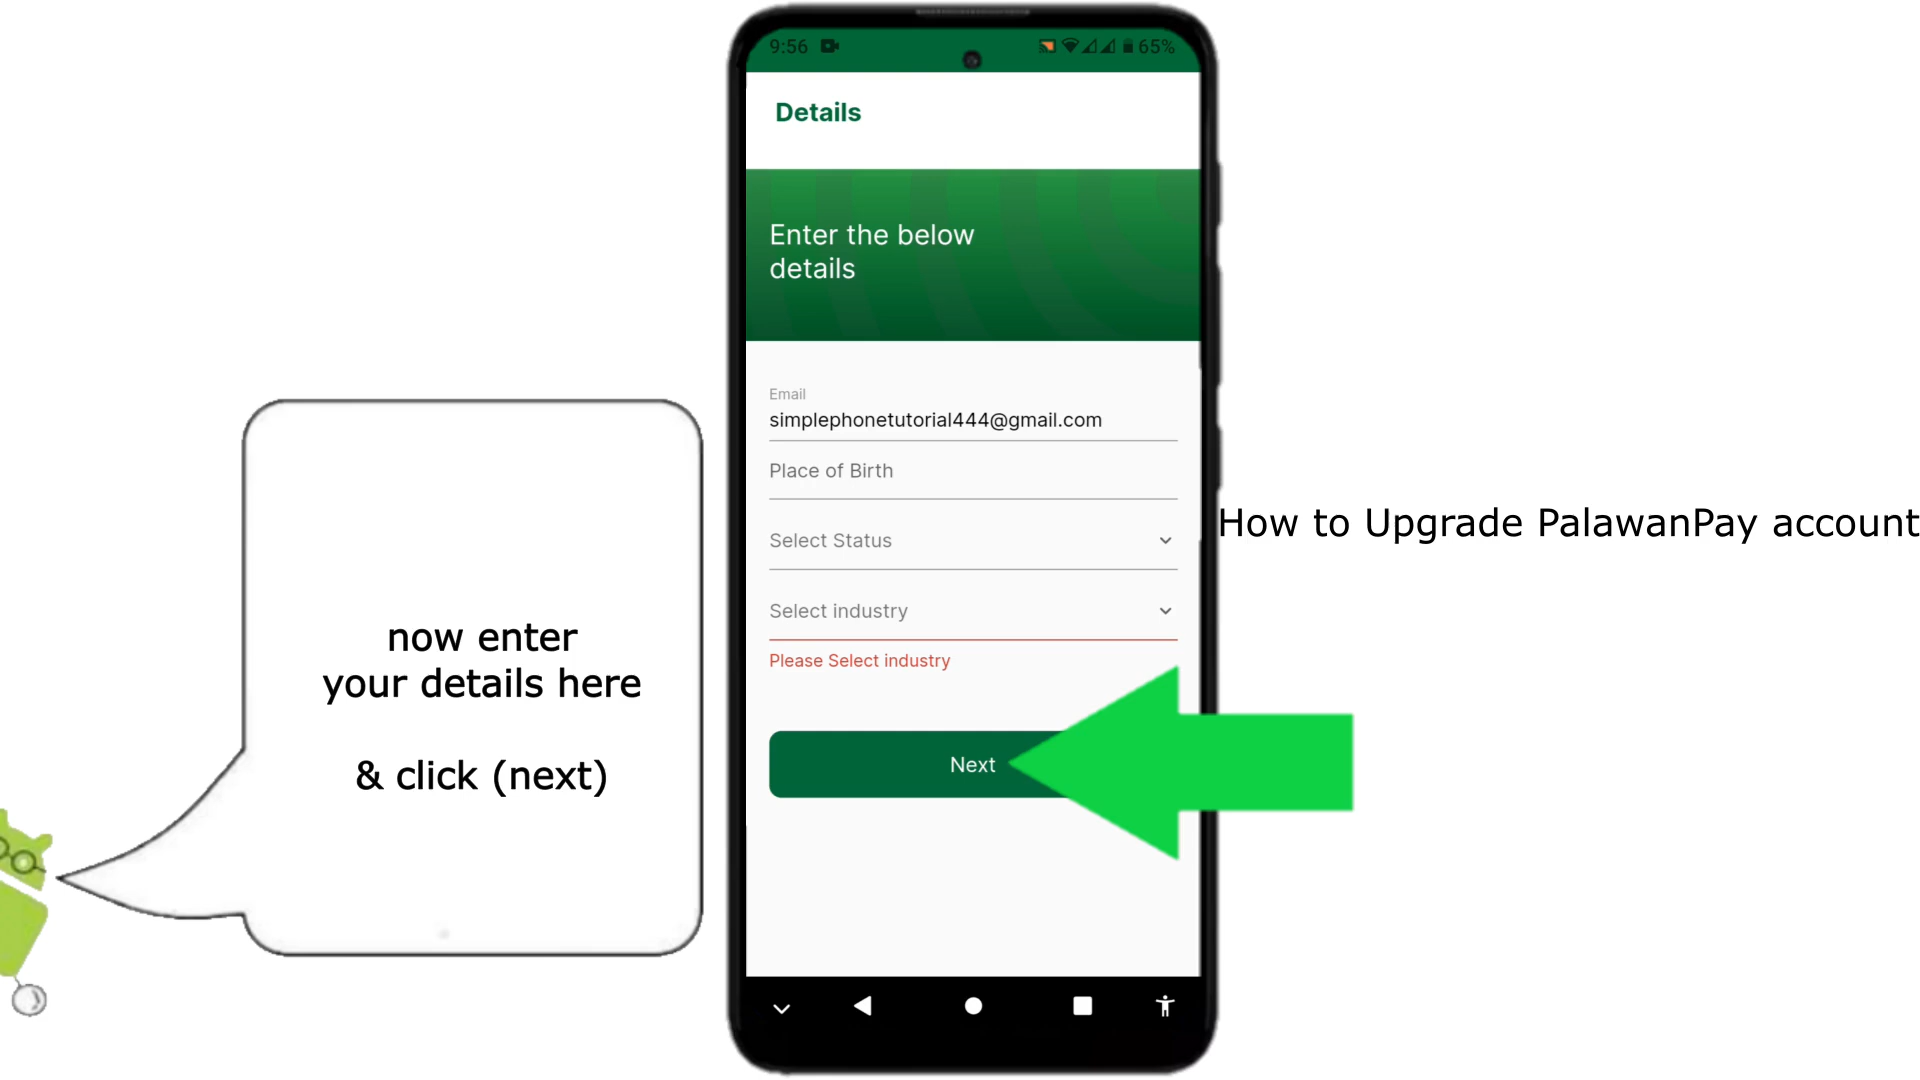 9:56
65%
Details
Enter the below
details
Email
simplephonetutorial444@gmail.com
Place of Birth
Select Status
Select industry
Please Select industry
Next
now enter
your details here
& click (next)
How to Upgrade PalawanPay account